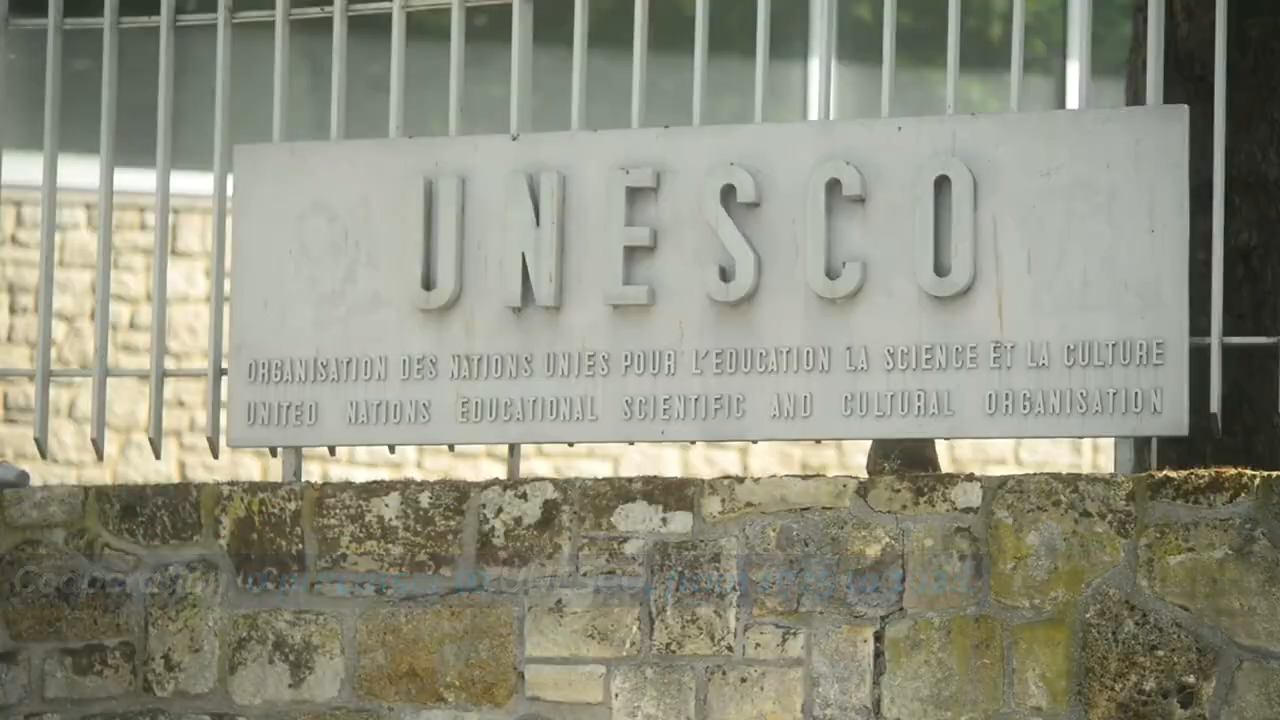 UNESCO
ORGANISATION DES NATIONS UNIES POUR L'EDUCATION LA SCIENCE ET LA CULTURE
UNITED NATIONS EDUCATIONAL SCIENTIFIC AND CULTURAL ORGANISATION